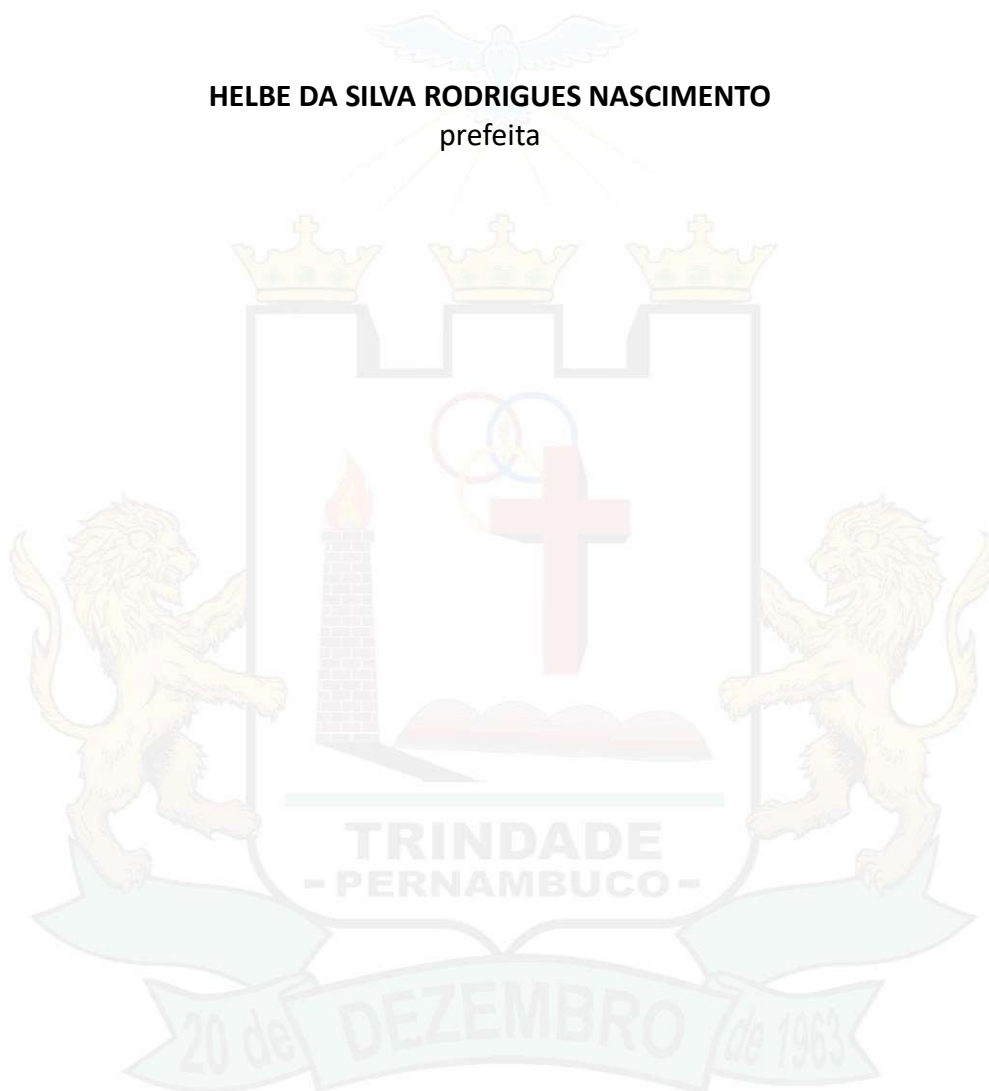 HELBE DA SILVA RODRIGUES NASCIMENTO
prefeita
TRINDADE
- PERNAMBUCO -
20 de DEZEMBRO de 1963